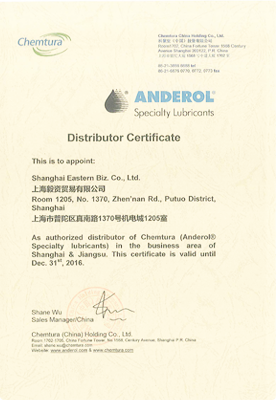 Chemtura
Chemtura China Holding Co., Ltd.
ANDEROL®
Specialty Lubricants
Distributor Certificate
This is to appoint:
Shanghai Eastern Biz. Co., Ltd.
上海毅资贸易有限公司
Room 1205, No. 1370, Zhen'nan Rd., Putuo District,
Shanghai
上海市普陀区真南路1370号机电城1205室
As authorized distributor of Chemtura (Anderol®
Specialty lubricants) in the business area of
Shanghai & Jiangsu. This certificate is valid until
Dec. 31st, 2016.
Shane Wu
Sales Manager/China
Chemtura (China) Holding Co., Ltd.
Website: www.anderol.com & www.chemtura.com